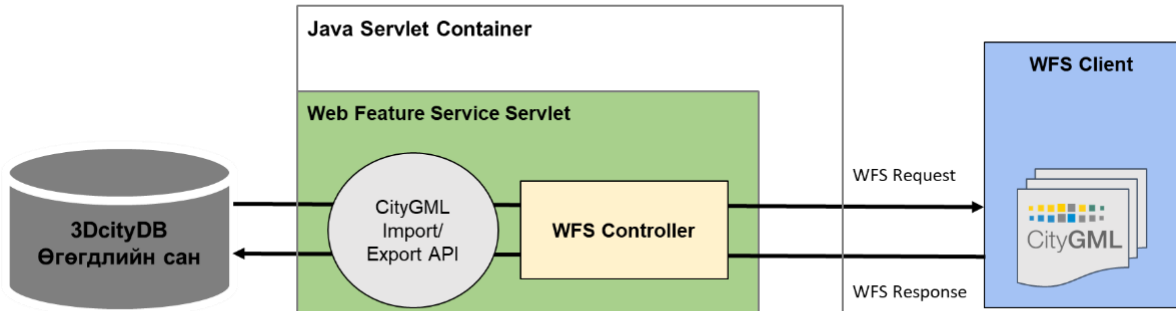 Java Servlet Container
Web Feature Service Servlet
3DcityDB
Өгөгдлийн сан
CityGML
Import/
Export API
WFS Controller
WFS Request
WFS Response
WFS Client
CityGML